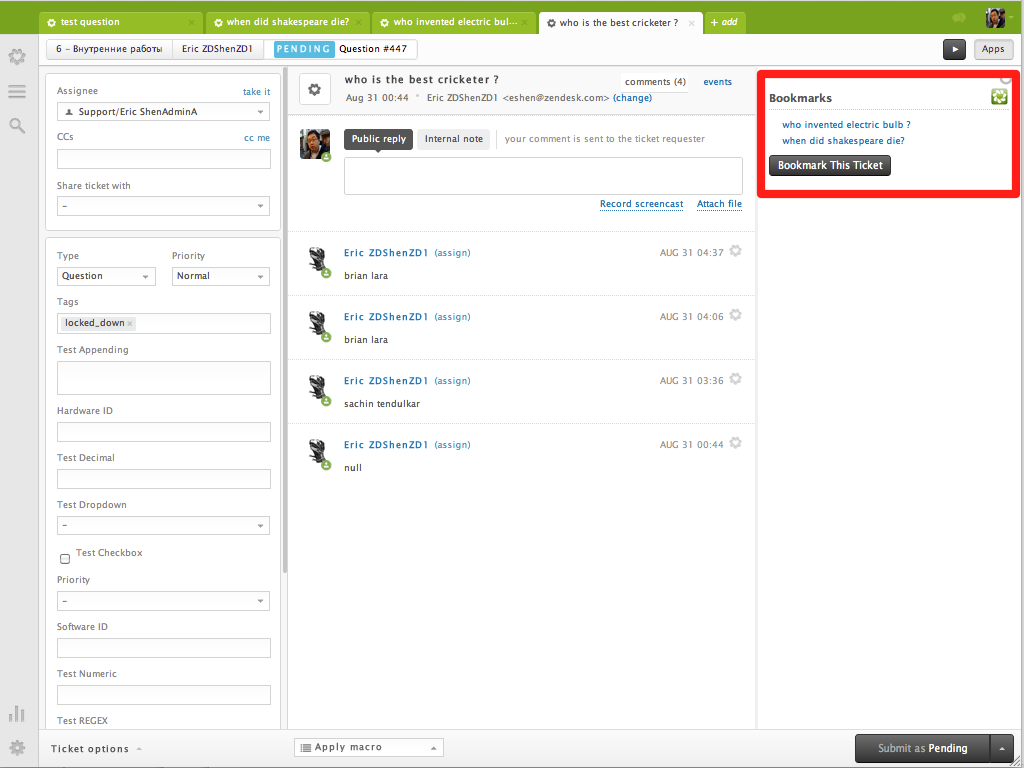 test question ×
when did shakespeare die? ×
who invented electric bul... ×
who is the best cricketer ? ×
+ add
6 - Внутренние работы
Eric ZDShenZD1
PENDING Question #447
Apps
Assignee take it
Support/Eric ShenAdminA
CCs cc me
Share ticket with
-
Type Priority
Question Normal
Tags
locked_down ×
Test Appending
Hardware ID
Test Decimal
Test Dropdown
-
Test Checkbox
Priority
-
Software ID
Test Numeric
Test REGEX
who is the best cricketer ? comments (4) events
Aug 31 00:44 Eric ZDShenZD1 <eshen@zendesk.com> (change)
Public reply Internal note your comment is sent to the ticket requester
Record screencast Attach file
Eric ZDShenZD1 (assign) AUG 31 04:37
brian lara
Eric ZDShenZD1 (assign) AUG 31 04:06
brian lara
Eric ZDShenZD1 (assign) AUG 31 03:36
sachin tendulkar
Eric ZDShenZD1 (assign) AUG 31 00:44
null
Bookmarks
who invented electric bulb ?
when did shakespeare die?
Bookmark This Ticket
Ticket options
Apply macro
Submit as Pending